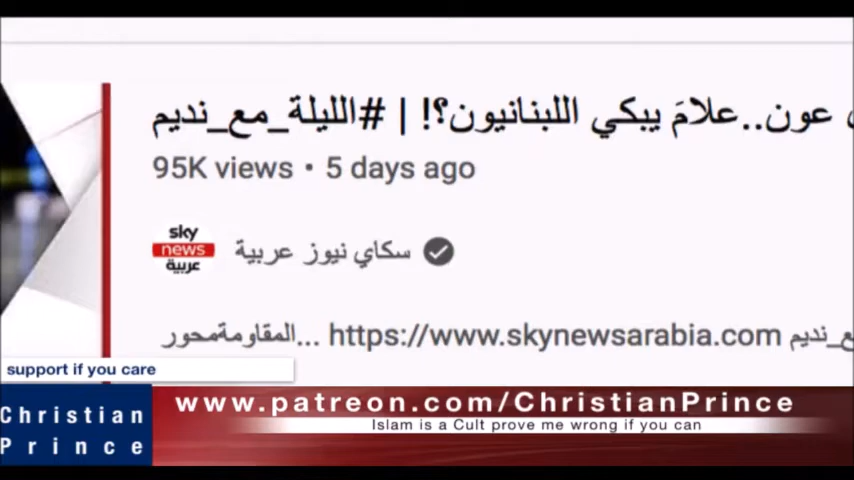 عون..علامَ يبكي اللبنانيون؟! | #الليلة_مع_نديم
95K views • 5 days ago
sky
news
عربية
سكاي نيوز عربية
نديم https://www.skynewsarabia.com ...المقاومةمحور
support if you care
Christian
Prince
www.patreon.com/ChristianPrince
Islam is a Cult prove me wrong if you can